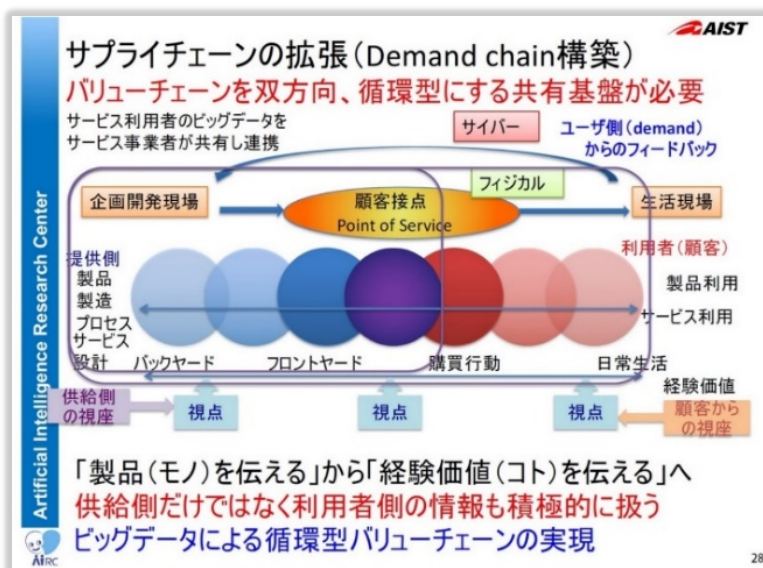 AIST
サプライチェーンの拡張(Demand chain構築)
バリューチェーンを双方向、循環型にする共有基盤が必要
サービス利用者のビッグデータを
サービス事業者が共有し連携
サイバー
ユーザ側(demand)
からのフィードバック
フィジカル
企画開発現場
顧客接点
Point of Service
生活現場
提供側
製品
製造
プロセス
サービス
設計
利用者(顧客)
製品利用
サービス利用
バックヤード
フロントヤード
購買行動
日常生活
経験価値
供給側
の視座
視点
視点
視点
顧客から
の視座
「製品(モノ)を伝える」から「経験価値(コト)を伝える」へ
供給側だけではなく利用者側の情報も積極的に扱う
ビッグデータによる循環型バリューチェーンの実現
Artificial Intelligence Research Center
AIRC
28